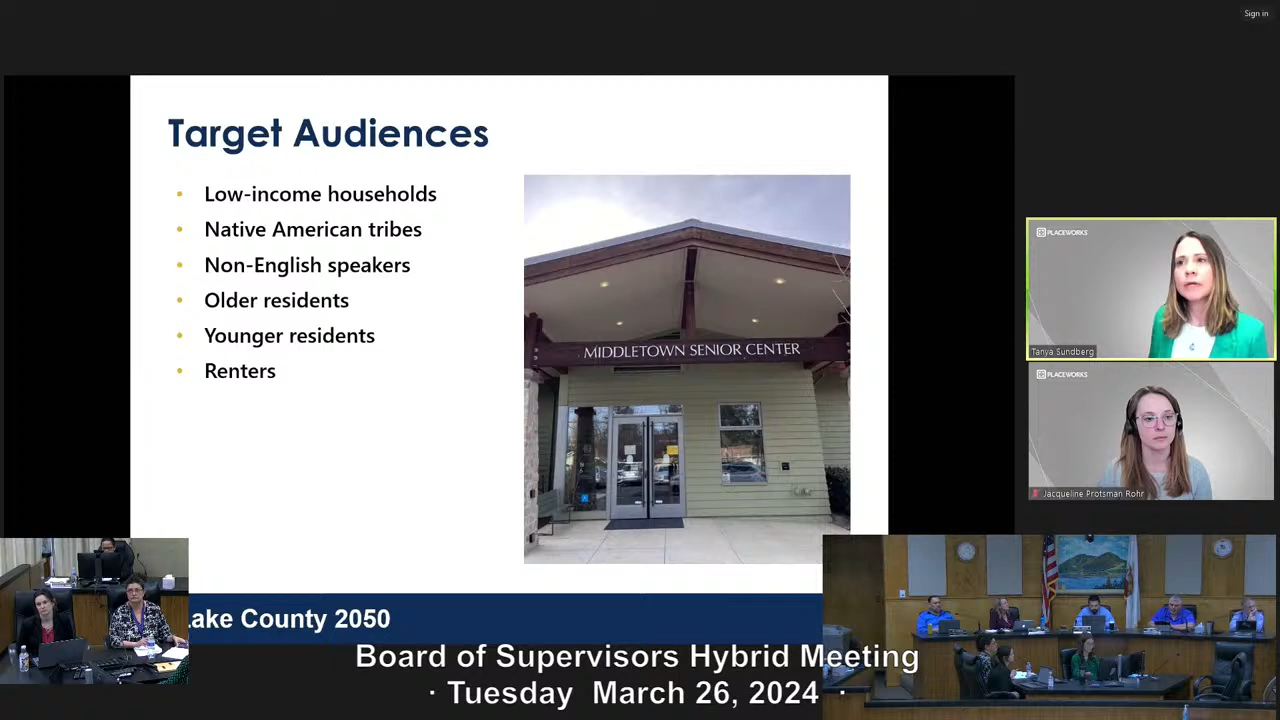 Sign in
Target Audiences
• Low-income households
• Native American tribes
• Non-English speakers
• Older residents
• Younger residents
• Renters
MIDDLETOWN SENIOR CENTER
PLACEWORKS
Tanya Sundberg
PLACEWORKS
Jacqueline Protsman Rohr
Lake County 2050
Board of Supervisors Hybrid Meeting
· Tuesday March 26, 2024 ·